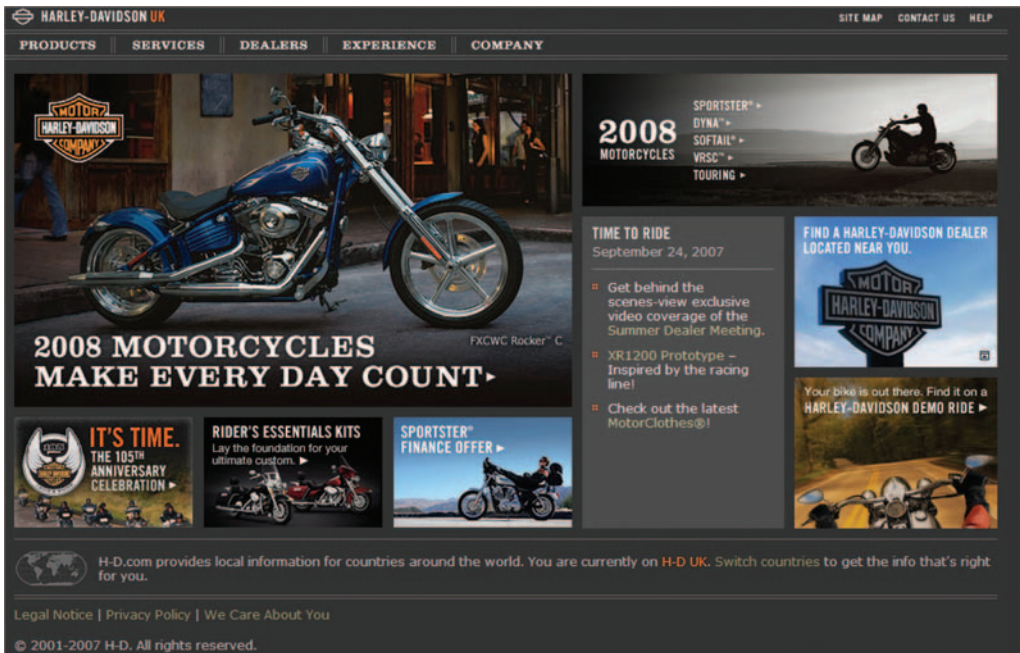 HARLEY-DAVIDSON UK
SITE MAP CONTACT US HELP
PRODUCTS SERVICES DEALERS EXPERIENCE COMPANY
MOTOR
HARLEY-DAVIDSON
COMPANY
FXCWC Rocker™ C
2008 MOTORCYCLES
MAKE EVERY DAY COUNT
2008
MOTORCYCLES
SPORTSTER®
DYNA™
SOFTAIL®
VRSC™
TOURING
TIME TO RIDE
September 24, 2007
Get behind the
scenes-view exclusive
video coverage of the
Summer Dealer Meeting.
XR1200 Prototype –
Inspired by the racing
line!
Check out the latest
MotorClothes®!
FIND A HARLEY-DAVIDSON DEALER
LOCATED NEAR YOU.
MOTOR
HARLEY-DAVIDSON
COMPANY
Your bike is out there. Find it on a
HARLEY-DAVIDSON DEMO RIDE
105
IT'S TIME.
THE 105TH
ANNIVERSARY
CELEBRATION
RIDER'S ESSENTIALS KITS
Lay the foundation for your
ultimate custom.
SPORTSTER®
FINANCE OFFER
H-D.com provides local information for countries around the world. You are currently on H-D UK. Switch countries to get the info that's right
for you.
Legal Notice | Privacy Policy | We Care About You
© 2001-2007 H-D. All rights reserved.